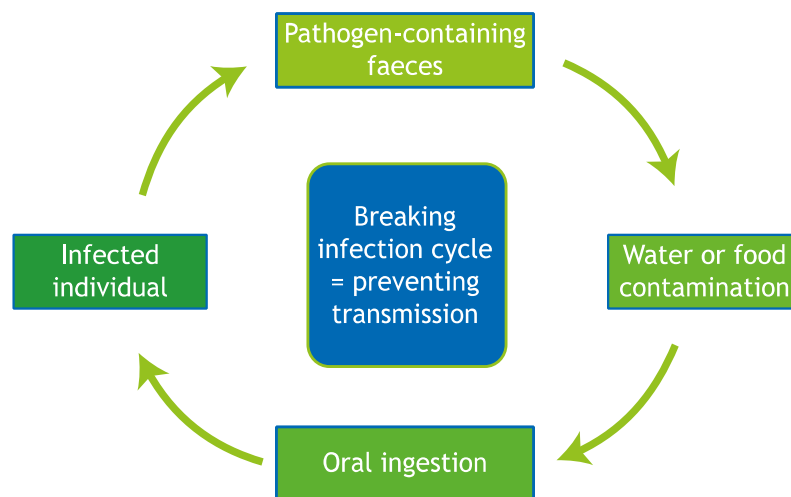 Pathogen-containing
faeces
Breaking
infection cycle
= preventing
transmission
Infected
individual
Water or food
contamination
Oral ingestion